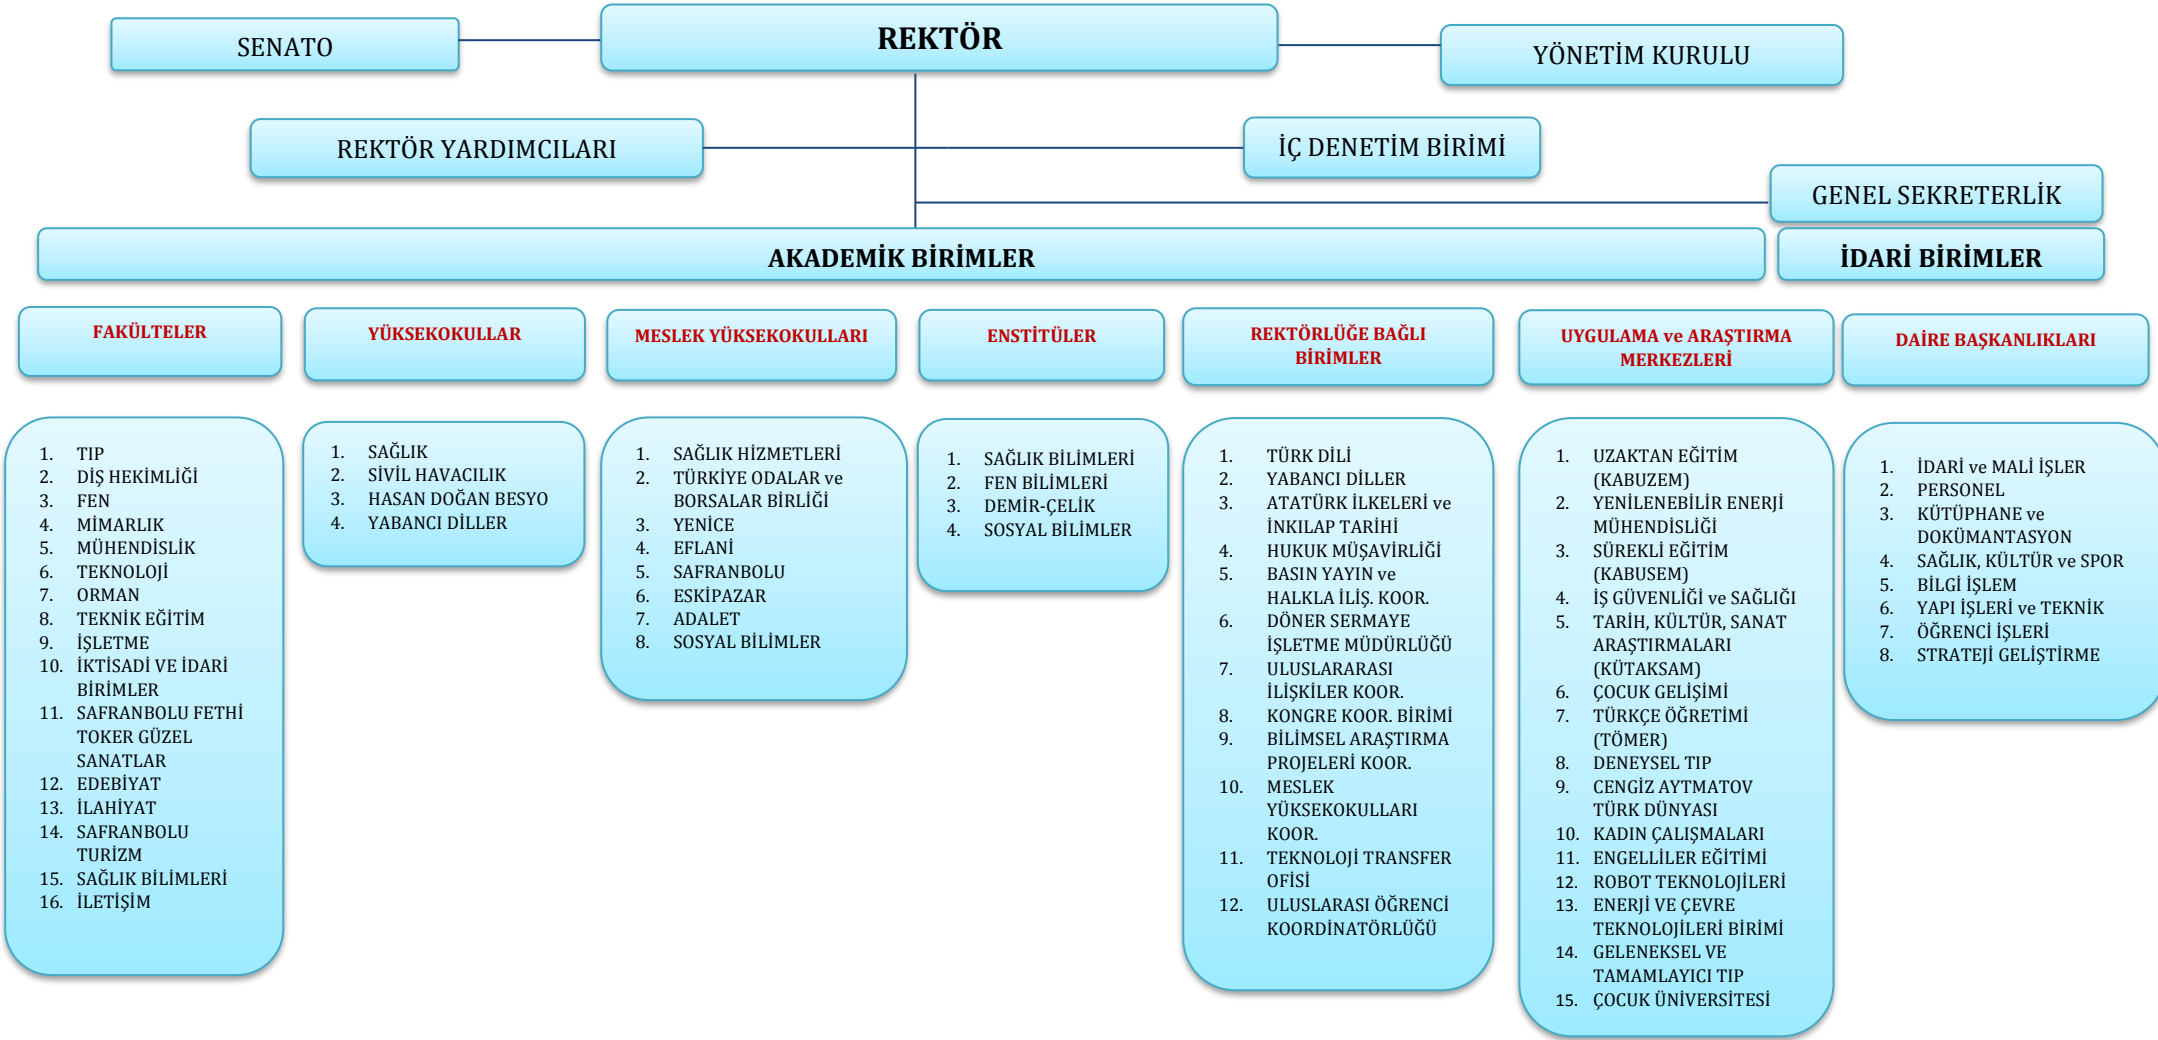 SENATO
REKTÖR
YÖNETİM KURULU
REKTÖR YARDIMCILARI
İÇ DENETİM BİRİMİ
GENEL SEKRETERLİK
AKADEMİK BİRİMLER
İDARİ BİRİMLER
FAKÜLTELER
1. TIP
2. DİŞ HEKİMLİĞİ
3. FEN
4. MİMARLIK
5. MÜHENDİSLİK
6. TEKNOLOJİ
7. ORMAN
8. TEKNİK EĞİTİM
9. İŞLETME
10. İKTİSADİ VE İDARİ
BİRİMLER
11. SAFRANBOLU FETHİ
TOKER GÜZEL
SANATLAR
12. EDEBİYAT
13. İLAHİYAT
14. SAFRANBOLU
TURİZM
15. SAĞLIK BİLİMLERİ
16. İLETİŞİM
YÜKSEKOKULLAR
1. SAĞLIK
2. SİVİL HAVACILIK
3. HASAN DOĞAN BESYO
4. YABANCI DİLLER
MESLEK YÜKSEKOKULLARI
1. SAĞLIK HİZMETLERİ
2. TÜRKİYE ODALAR ve
BORSALAR BİRLİĞİ
3. YENİCE
4. EFLANİ
5. SAFRANBOLU
6. ESKİPAZAR
7. ADALET
8. SOSYAL BİLİMLER
ENSTİTÜLER
1. SAĞLIK BİLİMLERİ
2. FEN BİLİMLERİ
3. DEMİR-ÇELİK
4. SOSYAL BİLİMLER
REKTÖRLÜĞE BAĞLI
BİRİMLER
1. TÜRK DİLİ
2. YABANCI DİLLER
3. ATATÜRK İLKELERİ ve
İNKILAP TARİHİ
4. HUKUK MÜŞAVİRLİĞİ
5. BASIN YAYIN ve
HALKLA İLİŞ. KOOR.
6. DÖNER SERMAYE
İŞLETME MÜDÜRLÜĞÜ
7. ULUSLARARASI
İLİŞKİLER KOOR.
8. KONGRE KOOR. BİRİMİ
9. BİLİMSEL ARAŞTIRMA
PROJELERİ KOOR.
10. MESLEK
YÜKSEKOKULLARI
KOOR.
11. TEKNOLOJİ TRANSFER
OFİSİ
12. ULUSLARASI ÖĞRENCİ
KOORDİNATÖRLÜĞÜ
UYGULAMA ve ARAŞTIRMA
MERKEZLERİ
1. UZAKTAN EĞİTİM
(KABUZEM)
2. YENİLENEBİLİR ENERJİ
MÜHENDİSLİĞİ
3. SÜREKLİ EĞİTİM
(KABUSEM)
4. İŞ GÜVENLİĞİ ve SAĞLIĞI
5. TARİH, KÜLTÜR, SANAT
ARAŞTIRMALARI
(KÜTAKSAM)
6. ÇOCUK GELİŞİMİ
7. TÜRKÇE ÖĞRETİMİ
(TÖMER)
8. DENEYSEL TIP
9. CENGİZ AYTMATOV
TÜRK DÜNYASI
10. KADIN ÇALIŞMALARI
11. ENGELLİLER EĞİTİMİ
12. ROBOT TEKNOLOJİLERİ
13. ENERJİ VE ÇEVRE
TEKNOLOJİLERİ BİRİMİ
14. GELENEKSEL VE
TAMAMLAYICI TIP
15. ÇOCUK ÜNİVERSİTESİ
DAİRE BAŞKANLIKLARI
1. İDARİ ve MALİ İŞLER
2. PERSONEL
3. KÜTÜPHANE ve
DOKÜMANTASYON
4. SAĞLIK, KÜLTÜR ve SPOR
5. BİLGİ İŞLEM
6. YAPI İŞLERİ ve TEKNİK
7. ÖĞRENCİ İŞLERİ
8. STRATEJİ GELİŞTİRME